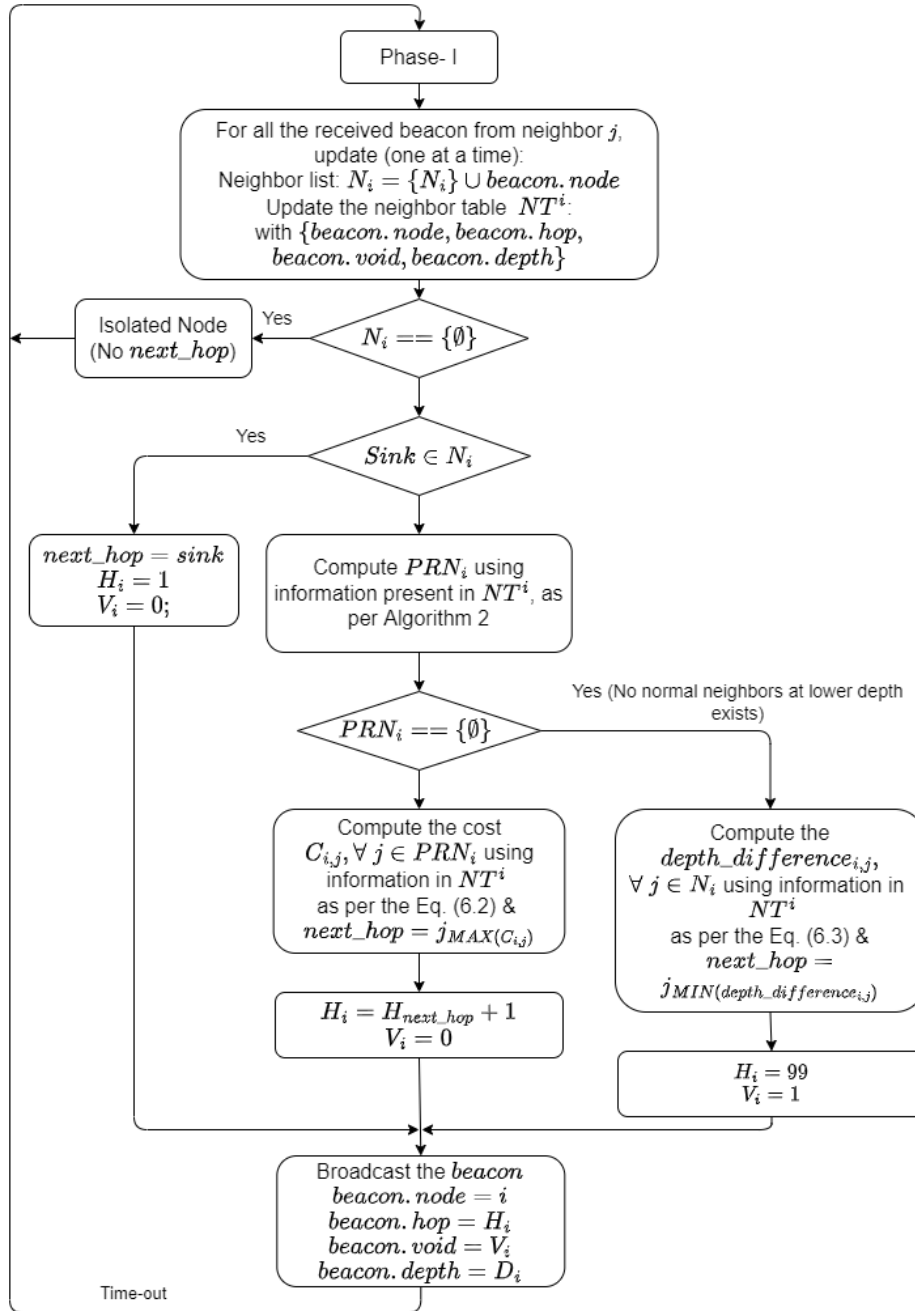 Phase- I
For all the received beacon from neighbor j,
update (one at a time):
Neighbor list: N_i = {N_i} ∪ beacon. node
Update the neighbor table NT^i:
with {beacon. node, beacon. hop,
beacon. void, beacon. depth}
Isolated Node
(No next_hop)
Yes
N_i == {∅}
Yes
Sink ∈ N_i
next_hop = sink
H_i = 1
V_i = 0;
Compute PRN_i using
information present in NT^i, as
per Algorithm 2
Yes (No normal neighbors at lower depth
exists)
PRN_i == {∅}
Compute the cost
C_{i,j}, ∀ j ∈ PRN_i using
information in NT^i
as per the Eq. (6.2) &
next_hop = j_{MAX(C_{i,j})}
Compute the
depth_difference_{i,j},
∀ j ∈ N_i using information in
NT^i
as per the Eq. (6.3) &
next_hop =
j_{MIN(depth_difference_{i,j})}
H_i = H_{next_hop} + 1
V_i = 0
H_i = 99
V_i = 1
Broadcast the beacon
beacon. node = i
beacon. hop = H_i
beacon. void = V_i
beacon. depth = D_i
Time-out